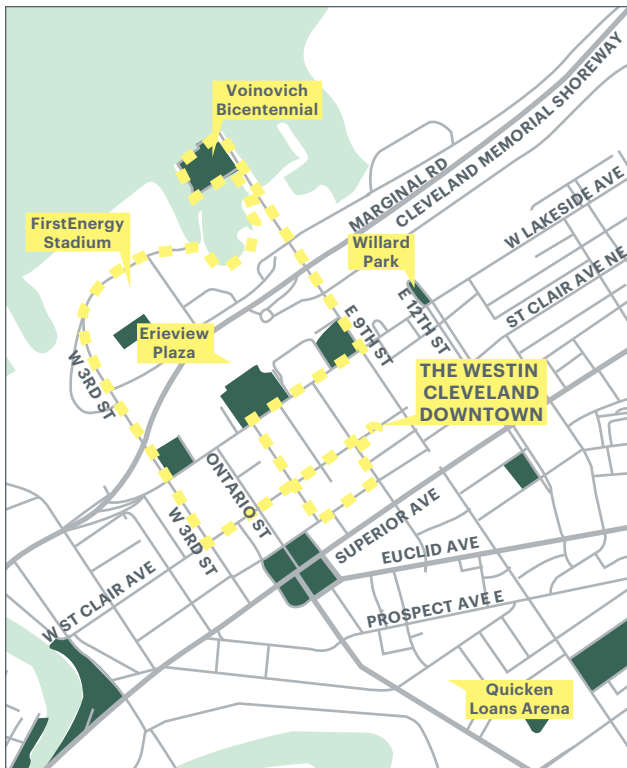 Voinovich
Bicentennial
MARGINAL RD
CLEVELAND MEMORIAL SHOREWAY
W LAKESIDE AVE
FirstEnergy
Stadium
Willard
Park
ST CLAIR AVE NE
E 12TH ST
E 9TH ST
Erieview
Plaza
W 3RD ST
THE WESTIN
CLEVELAND
DOWNTOWN
ONTARIO ST
W 3RD ST
SUPERIOR AVE
EUCLID AVE
W ST CLAIR AVE
PROSPECT AVE E
Quicken
Loans Arena